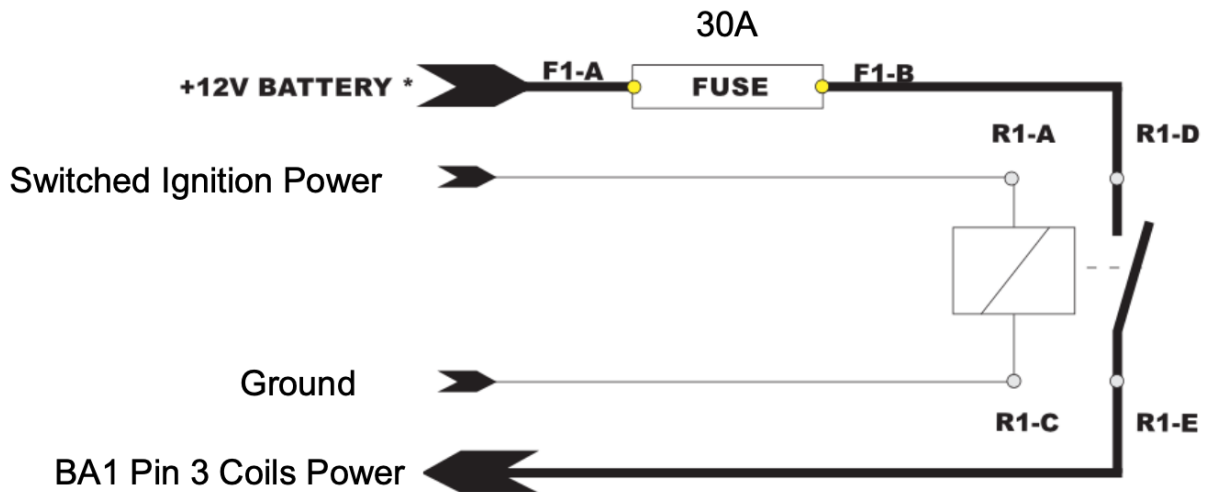 30A
+12V BATTERY *
F1-A
FUSE
F1-B
R1-A
R1-D
Switched Ignition Power
Ground
R1-C
R1-E
BA1 Pin 3 Coils Power